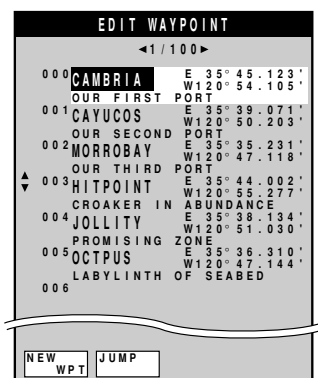 EDIT WAYPOINT
◄1/100►
000 CAMBRIA E 35° 45.123'
W120° 54.105'
OUR FIRST PORT
001 CAYUCOS E 35° 39.071'
W120° 50.203'
OUR SECOND PORT
002 MORROBAY E 35° 35.231'
W120° 47.118'
OUR THIRD PORT
003 HITPOINT E 35° 44.002'
W120° 55.277'
CROAKER IN ABUNDANCE
004 JOLLITY E 35° 38.134'
W120° 51.030'
PROMISING ZONE
005 OCTPUS E 35° 36.310'
W120° 47.144'
LABYLINTH OF SEABED
006
NEW WPT
JUMP